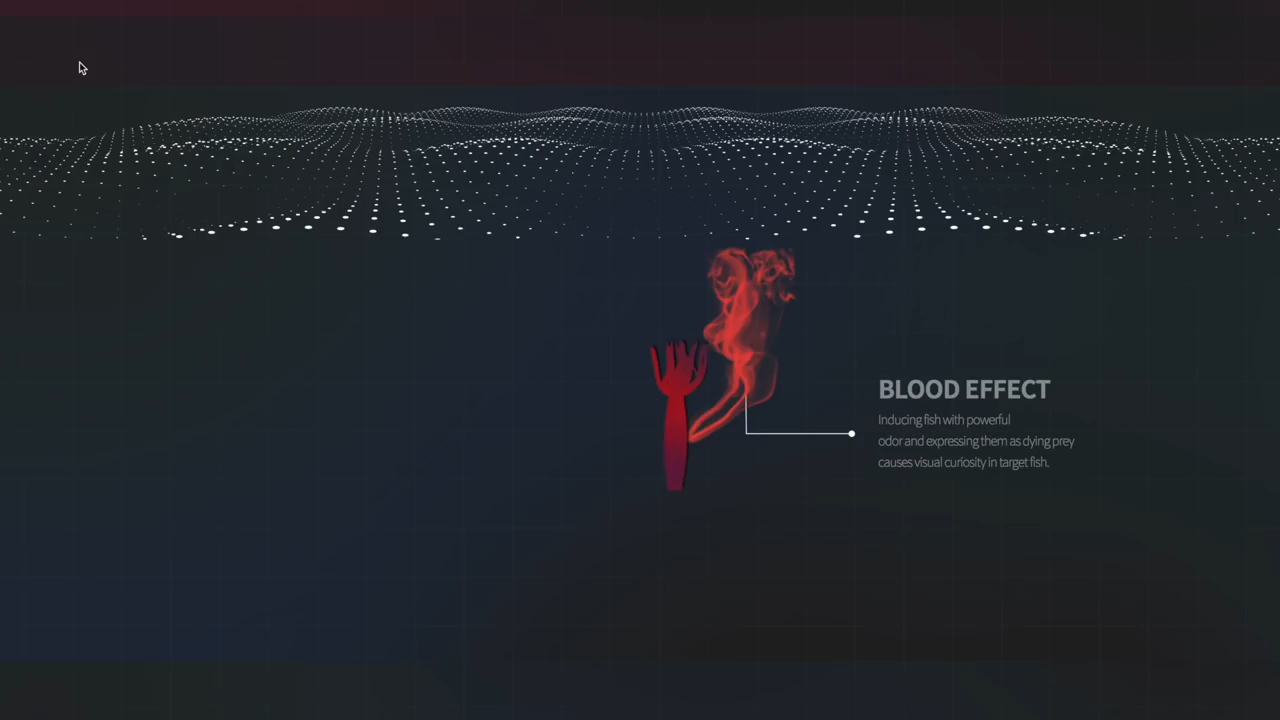 BLOOD EFFECT
Inducing fish with powerful
odor and expressing them as dying prey
causes visual curiosity in target fish.